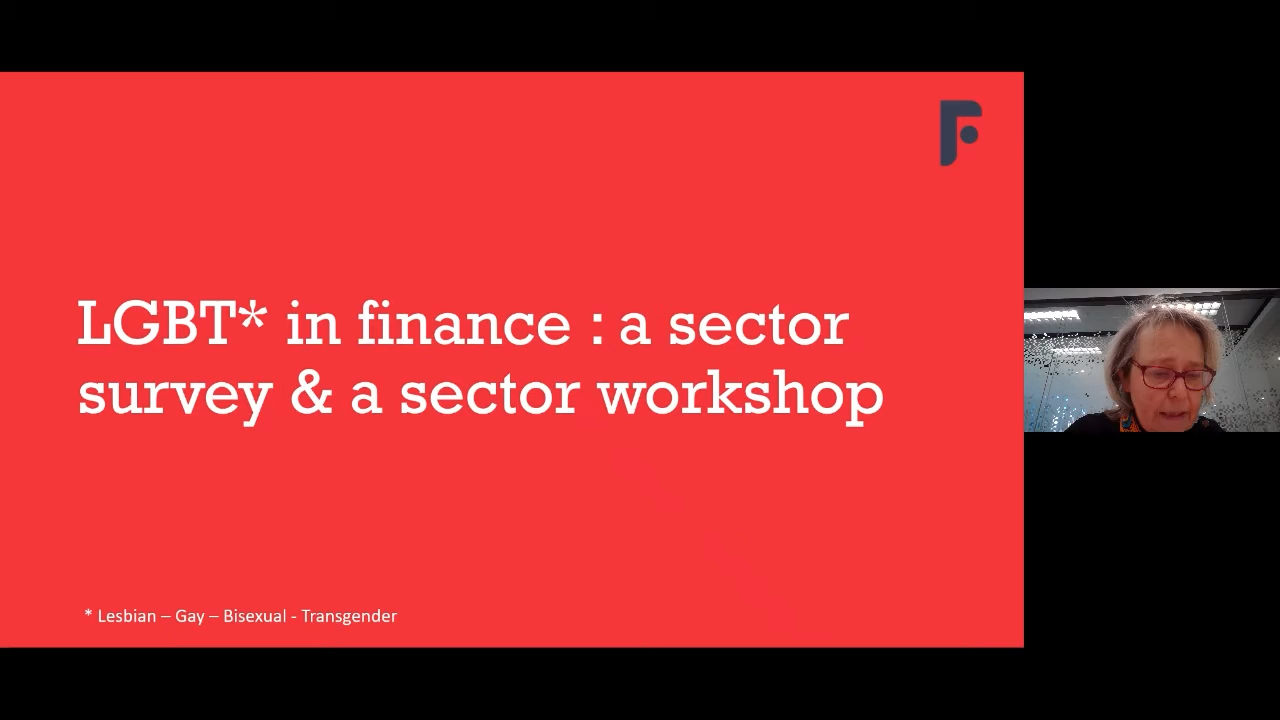 LGBT* in finance : a sector
survey & a sector workshop
* Lesbian – Gay – Bisexual - Transgender